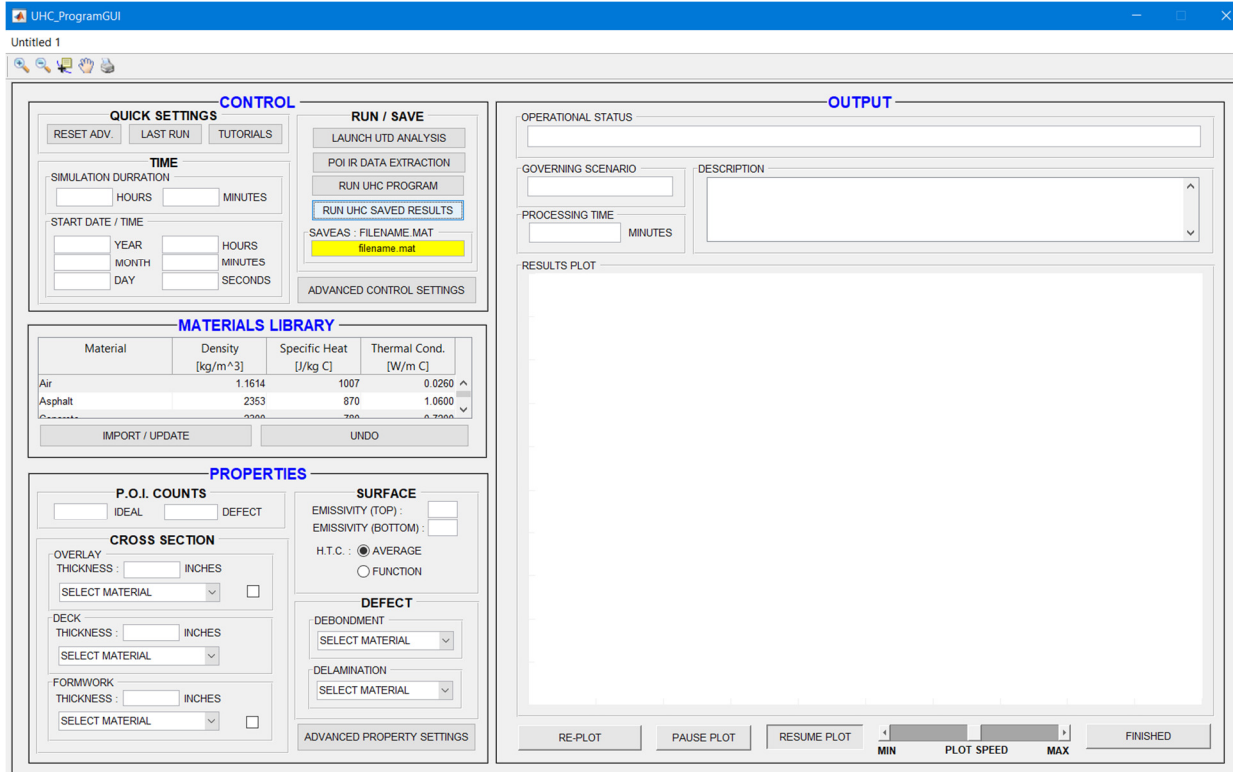 UHC_ProgramGUI
Untitled 1
CONTROL
QUICK SETTINGS
RESET ADV. LAST RUN TUTORIALS
TIME
SIMULATION DURRATION
HOURS MINUTES
START DATE / TIME
YEAR HOURS
MONTH MINUTES
DAY SECONDS
RUN / SAVE
LAUNCH UTD ANALYSIS
POI IR DATA EXTRACTION
RUN UHC PROGRAM
RUN UHC SAVED RESULTS
SAVEAS : FILENAME.MAT
filename.mat
ADVANCED CONTROL SETTINGS
MATERIALS LIBRARY
Material Density Specific Heat Thermal Cond.
[kg/m^3] [J/kg C] [W/m C]
Air 1.1614 1007 0.0260
Asphalt 2353 870 1.0600
Concrete 2300 780 0.7200
IMPORT / UPDATE UNDO
PROPERTIES
P.O.I. COUNTS
IDEAL DEFECT
CROSS SECTION
OVERLAY
THICKNESS : INCHES
SELECT MATERIAL
DECK
THICKNESS : INCHES
SELECT MATERIAL
FORMWORK
THICKNESS : INCHES
SELECT MATERIAL
SURFACE
EMISSIVITY (TOP) :
EMISSIVITY (BOTTOM) :
H.T.C. : AVERAGE
FUNCTION
DEFECT
DEBONDMENT
SELECT MATERIAL
DELAMINATION
SELECT MATERIAL
ADVANCED PROPERTY SETTINGS
OUTPUT
OPERATIONAL STATUS
GOVERNING SCENARIO
DESCRIPTION
PROCESSING TIME
MINUTES
RESULTS PLOT
RE-PLOT PAUSE PLOT RESUME PLOT FINISHED
MIN PLOT SPEED MAX